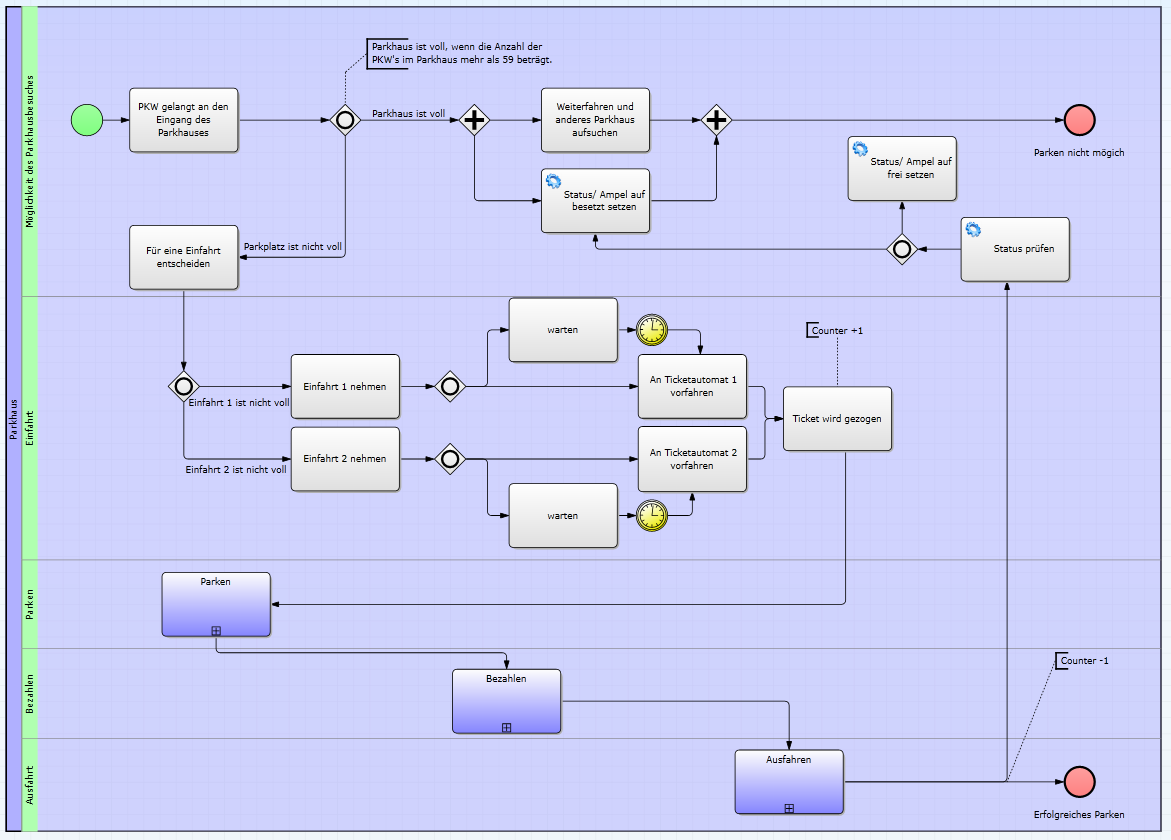 Parkhaus
Möglichkeit des Parkhausbesuches
Parkhaus ist voll, wenn die Anzahl der
PKW's im Parkhaus mehr als 59 beträgt.
PKW gelangt an den
Eingang des
Parkhauses
Parkhaus ist voll
Weiterfahren und
anderes Parkhaus
aufsuchen
Parken nicht mögich
Status/ Ampel auf
besetzt setzen
Status/ Ampel auf
frei setzen
Status prüfen
Für eine Einfahrt
entscheiden
Parkplatz ist nicht voll
Einfahrt
warten
Counter +1
Einfahrt 1 nehmen
Einfahrt 1 ist nicht voll
An Ticketautomat 1
vorfahren
Ticket wird gezogen
Einfahrt 2 nehmen
Einfahrt 2 ist nicht voll
An Ticketautomat 2
vorfahren
warten
Parken
Parken
Bezahlen
Bezahlen
Counter -1
Ausfahrt
Ausfahren
Erfolgreiches Parken